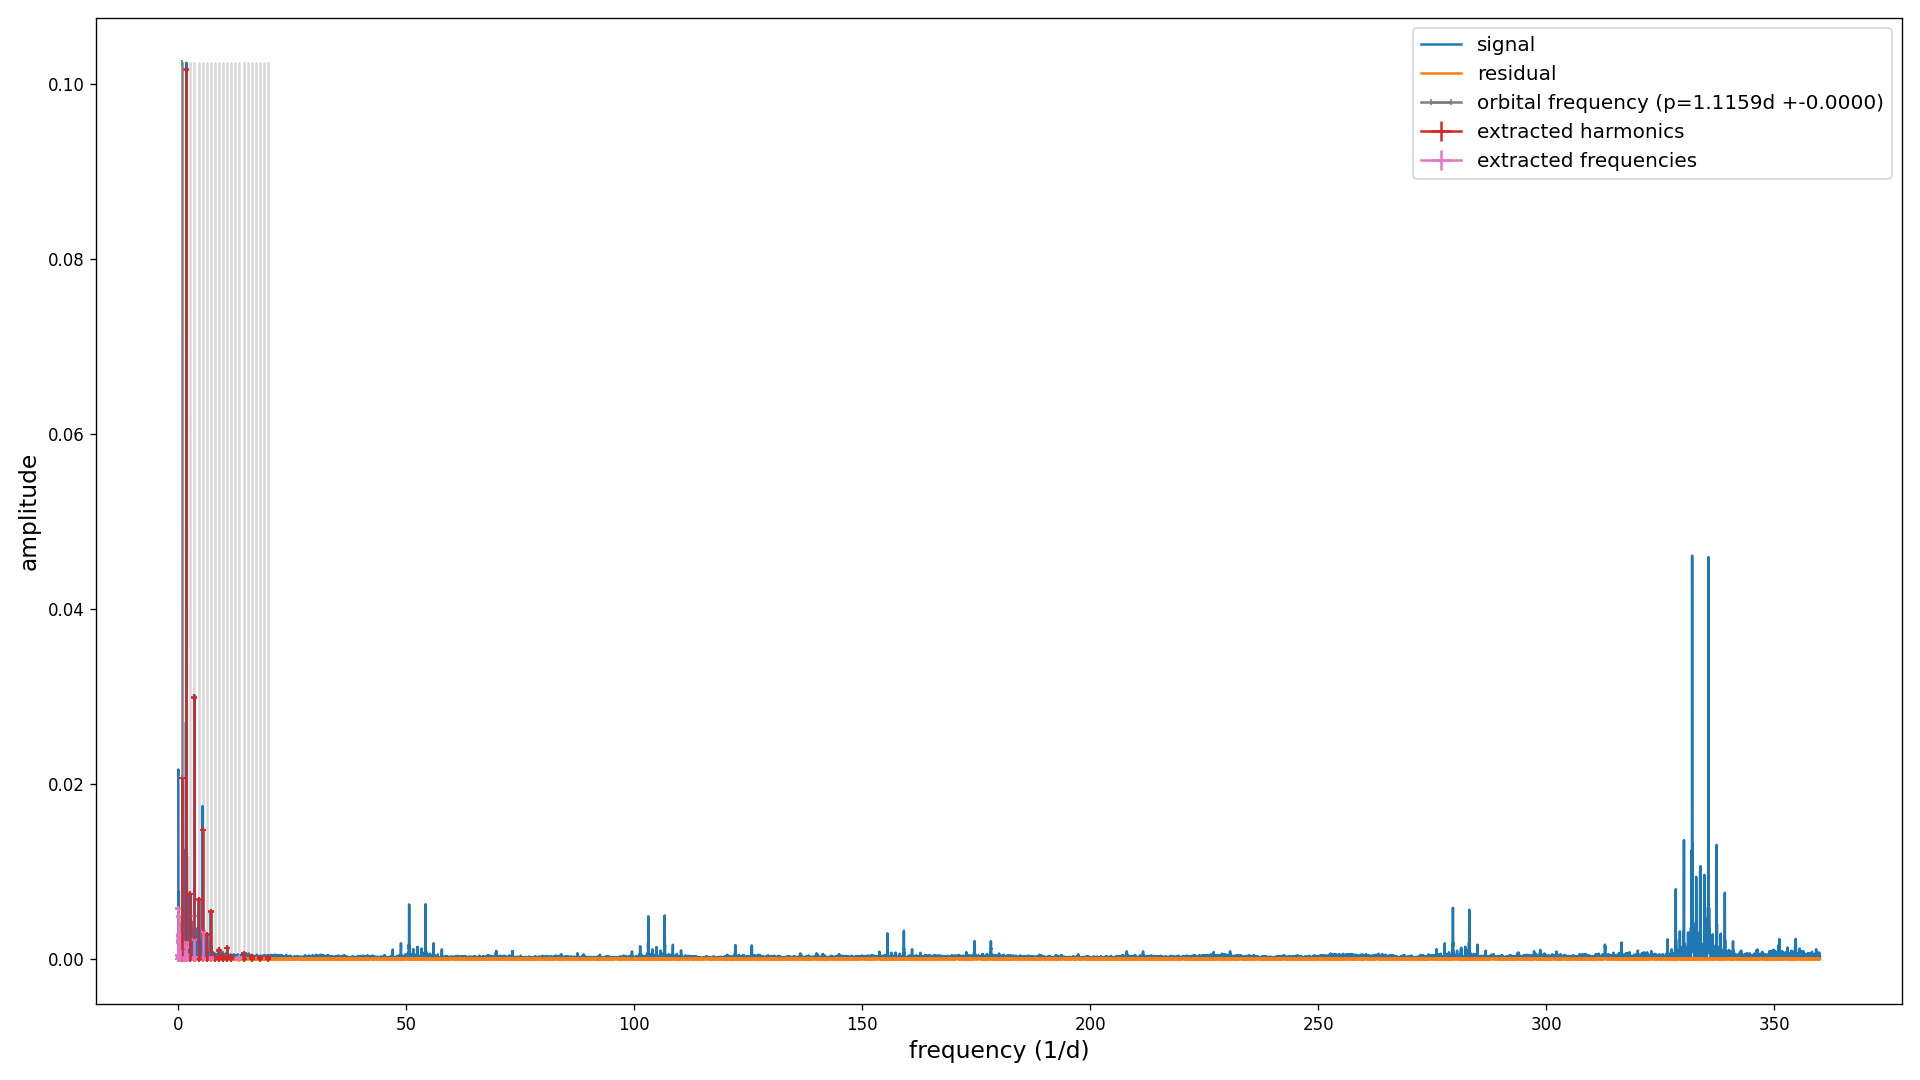 signal
residual
orbital frequency (p=1.1159d +-0.0000)
extracted harmonics
extracted frequencies
amplitude
0.10
0.08
0.06
0.04
0.02
0.00
0 50 100 150 200 250 300 350
frequency (1/d)